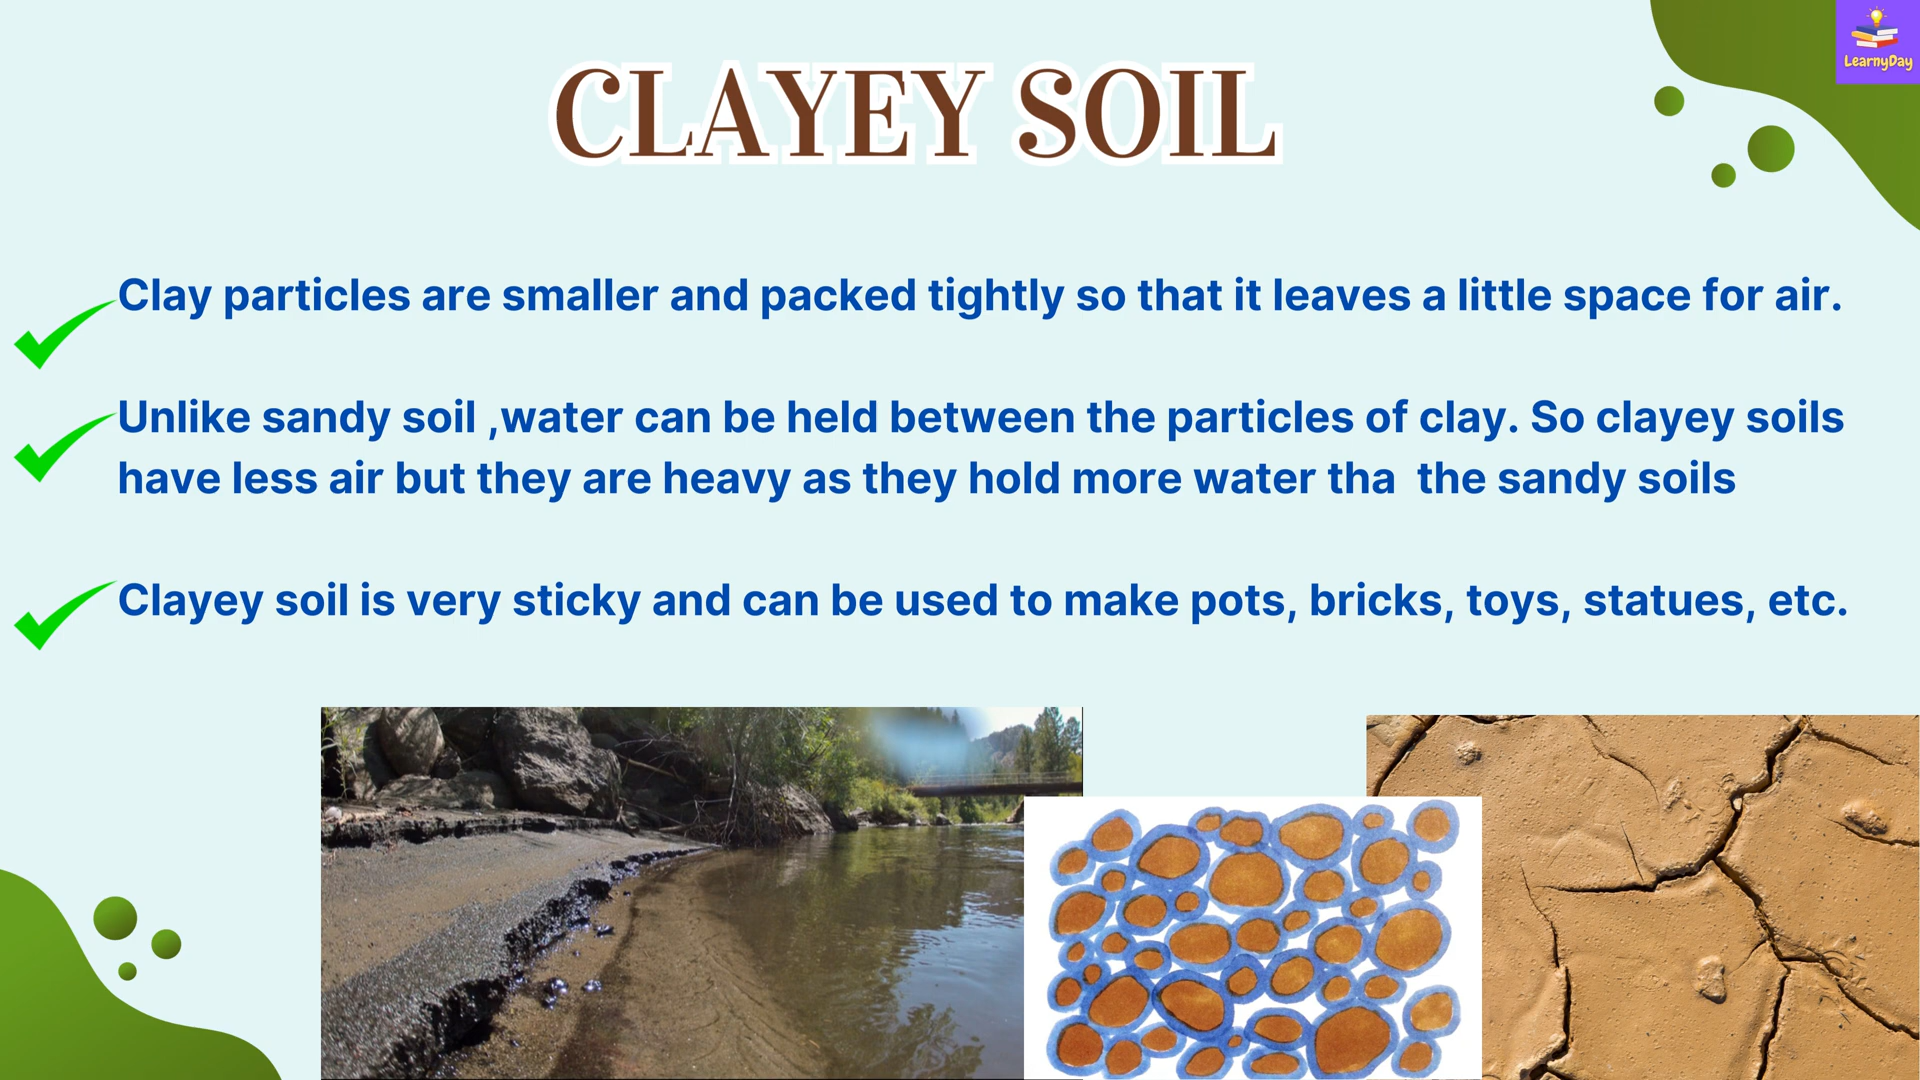 CLAYEY SOIL
LearnyDay
Clay particles are smaller and packed tightly so that it leaves a little space for air.
Unlike sandy soil ,water can be held between the particles of clay. So clayey soils
have less air but they are heavy as they hold more water tha  the sandy soils
Clayey soil is very sticky and can be used to make pots, bricks, toys, statues, etc.